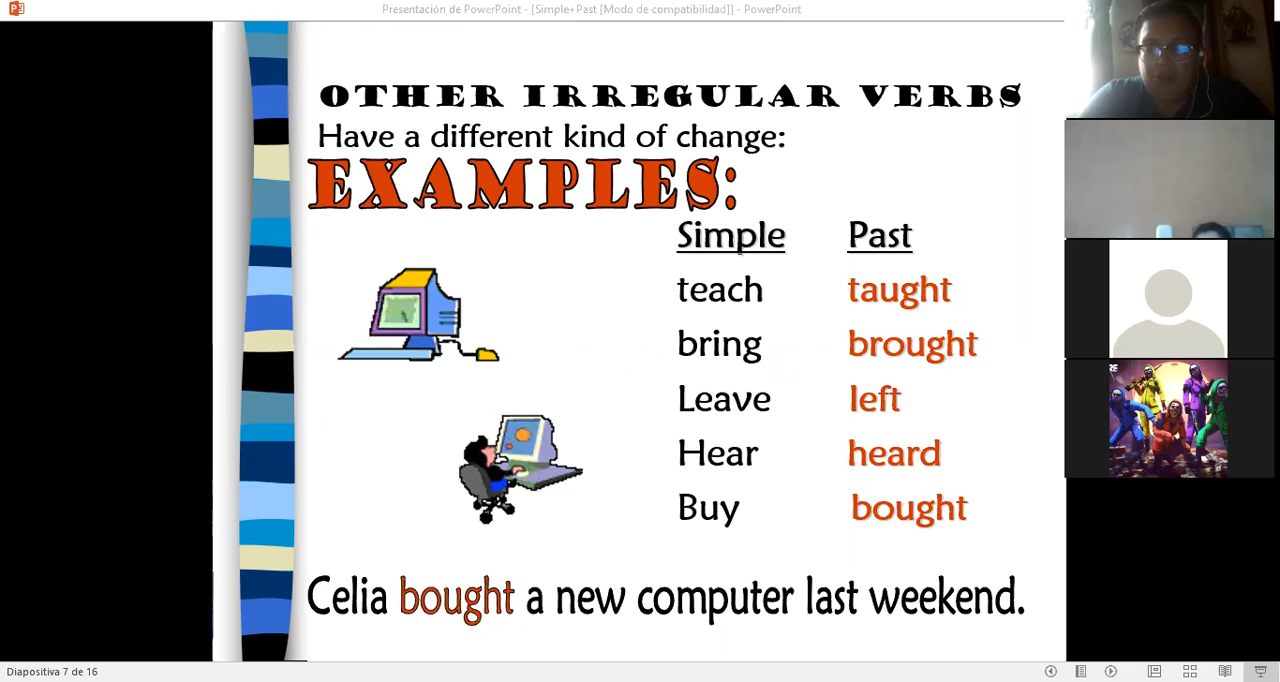 Presentación de PowerPoint - [Simple+Past [Modo de compatibilidad]] - PowerPoint
OTHER IRREGULAR VERBS
Have a different kind of change:
EXAMPLES:
Simple Past
teach taught
bring brought
Leave left
Hear heard
Buy bought
Celia bought a new computer last weekend.
Diapositiva 7 de 16